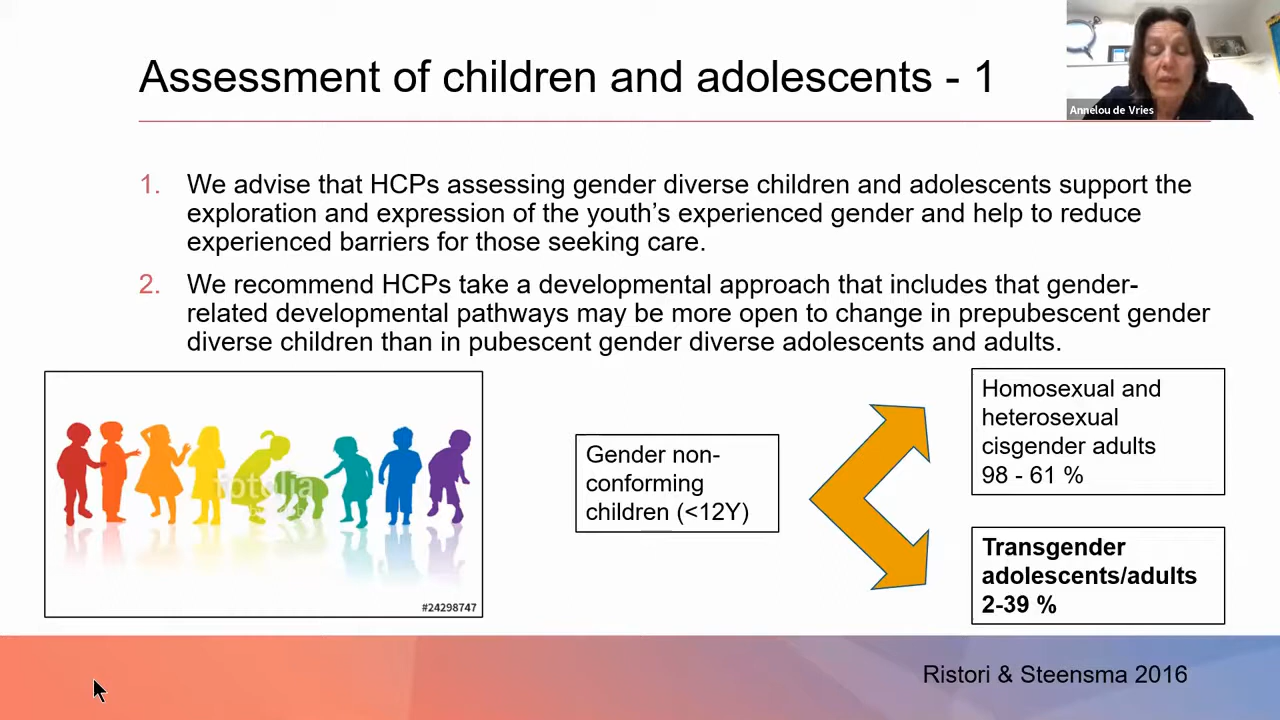 Assessment of children and adolescents - 1
Annelou de Vries
1. We advise that HCPs assessing gender diverse children and adolescents support the
exploration and expression of the youth's experienced gender and help to reduce
experienced barriers for those seeking care.
2. We recommend HCPs take a developmental approach that includes that gender-
related developmental pathways may be more open to change in prepubescent gender
diverse children than in pubescent gender diverse adolescents and adults.
fotolia
#24298747
Gender non-
conforming
children (<12Y)
Homosexual and
heterosexual
cisgender adults
98 - 61 %
Transgender
adolescents/adults
2-39 %
Ristori & Steensma 2016